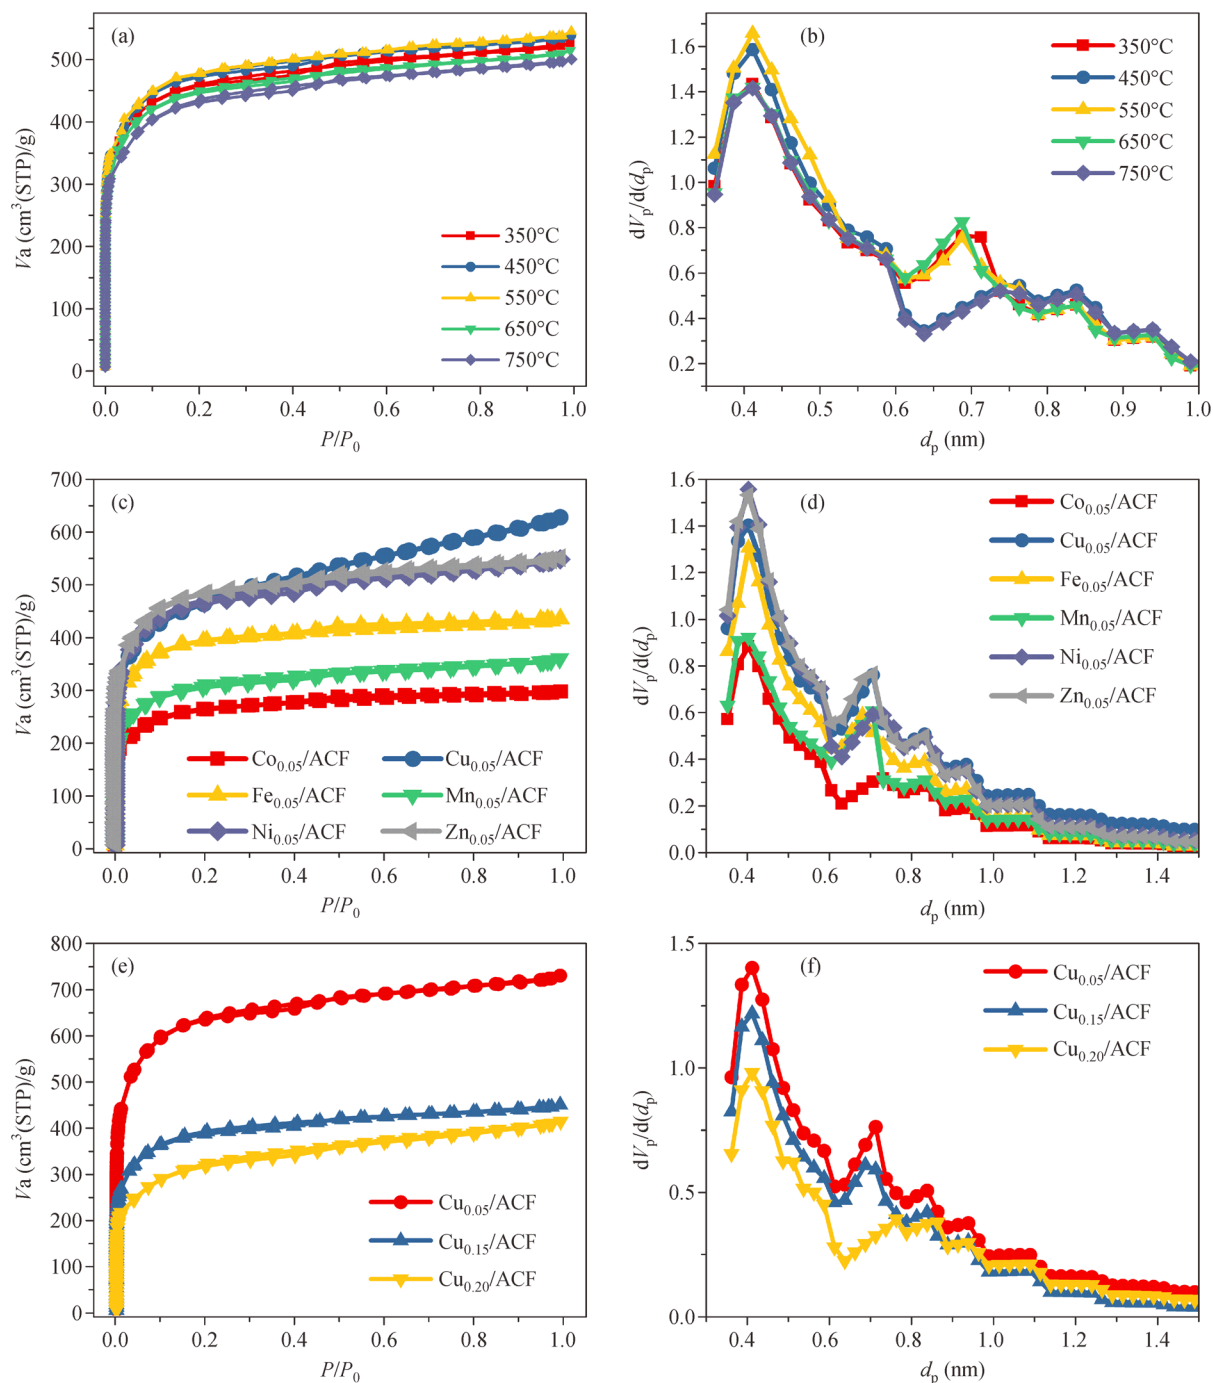 (a)
500
400
300
200
100
0
Va (cm³(STP)/g)
350°C
450°C
550°C
650°C
750°C
0.0 0.2 0.4 0.6 0.8 1.0
P/P₀
(b)
1.6
1.4
1.2
1.0
0.8
0.6
0.4
0.2
dVₚ/d(dₚ)
350°C
450°C
550°C
650°C
750°C
0.4 0.5 0.6 0.7 0.8 0.9 1.0
dₚ (nm)
(c)
700
600
500
400
300
200
100
0
Va (cm³(STP)/g)
Co₀.₀₅/ACF Cu₀.₀₅/ACF
Fe₀.₀₅/ACF Mn₀.₀₅/ACF
Ni₀.₀₅/ACF Zn₀.₀₅/ACF
0.0 0.2 0.4 0.6 0.8 1.0
P/P₀
(d)
1.6
1.4
1.2
1.0
0.8
0.6
0.4
0.2
0.0
dVₚ/d(dₚ)
Co₀.₀₅/ACF
Cu₀.₀₅/ACF
Fe₀.₀₅/ACF
Mn₀.₀₅/ACF
Ni₀.₀₅/ACF
Zn₀.₀₅/ACF
0.4 0.6 0.8 1.0 1.2 1.4
dₚ (nm)
(e)
800
700
600
500
400
300
200
100
0
Va (cm³(STP)/g)
Cu₀.₀₅/ACF
Cu₀.₁₅/ACF
Cu₀.₂₀/ACF
0.0 0.2 0.4 0.6 0.8 1.0
P/P₀
(f)
1.5
1.0
0.5
0.0
dVₚ/d(dₚ)
Cu₀.₀₅/ACF
Cu₀.₁₅/ACF
Cu₀.₂₀/ACF
0.4 0.6 0.8 1.0 1.2 1.4
dₚ (nm)